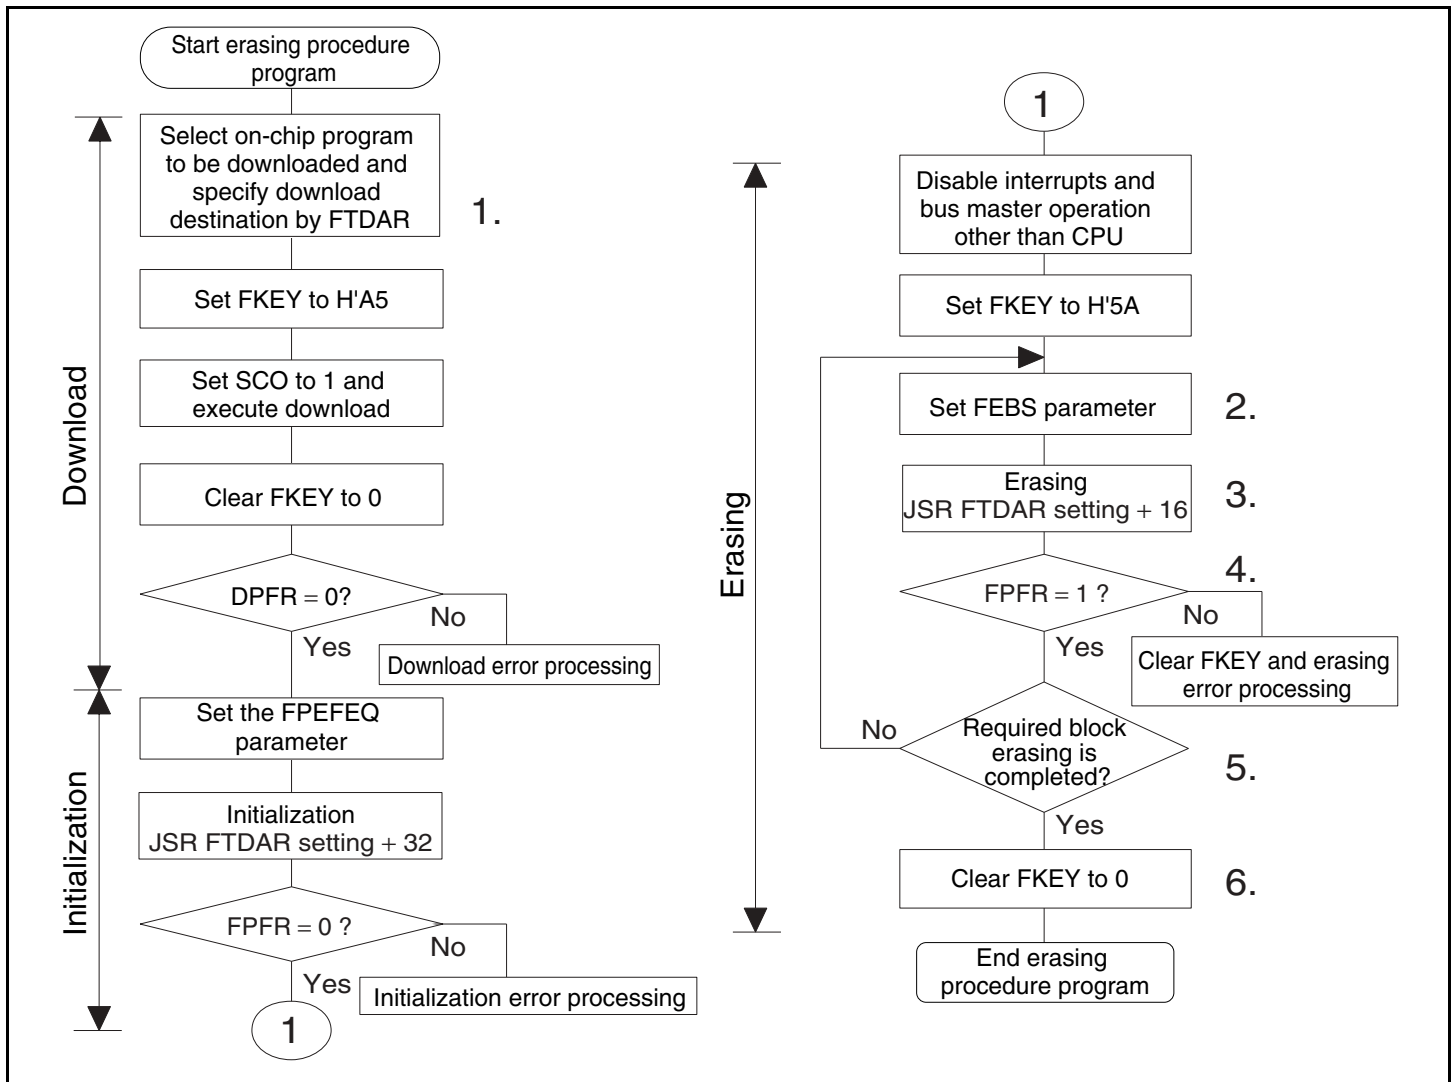 Start erasing procedure
program
Select on-chip program
to be downloaded and
specify download
destination by FTDAR
1.
Set FKEY to H'A5
Set SCO to 1 and
execute download
Clear FKEY to 0
DPFR = 0?
No
Yes
Download error processing
Download
Set the FPEFEQ
parameter
Initialization
JSR FTDAR setting + 32
FPFR = 0 ?
No
Yes
Initialization error processing
1
Initialization
1
Disable interrupts and
bus master operation
other than CPU
Set FKEY to H'5A
Set FEBS parameter
2.
Erasing
JSR FTDAR setting + 16
3.
4.
FPFR = 1 ?
No
Yes
Clear FKEY and erasing
error processing
No
Required block
erasing is
completed?
5.
Yes
Clear FKEY to 0
6.
End erasing
procedure program
Erasing